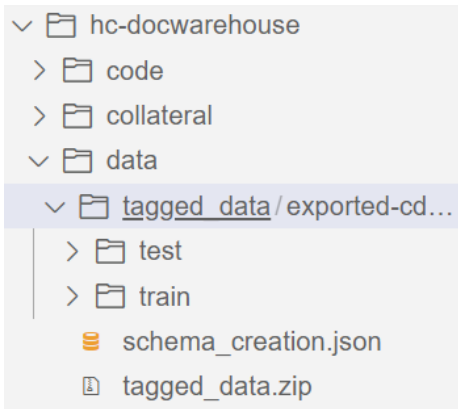 hc-docwarehouse
code
collateral
data
tagged_data/exported-cd...
test
train
schema_creation.json
tagged_data.zip